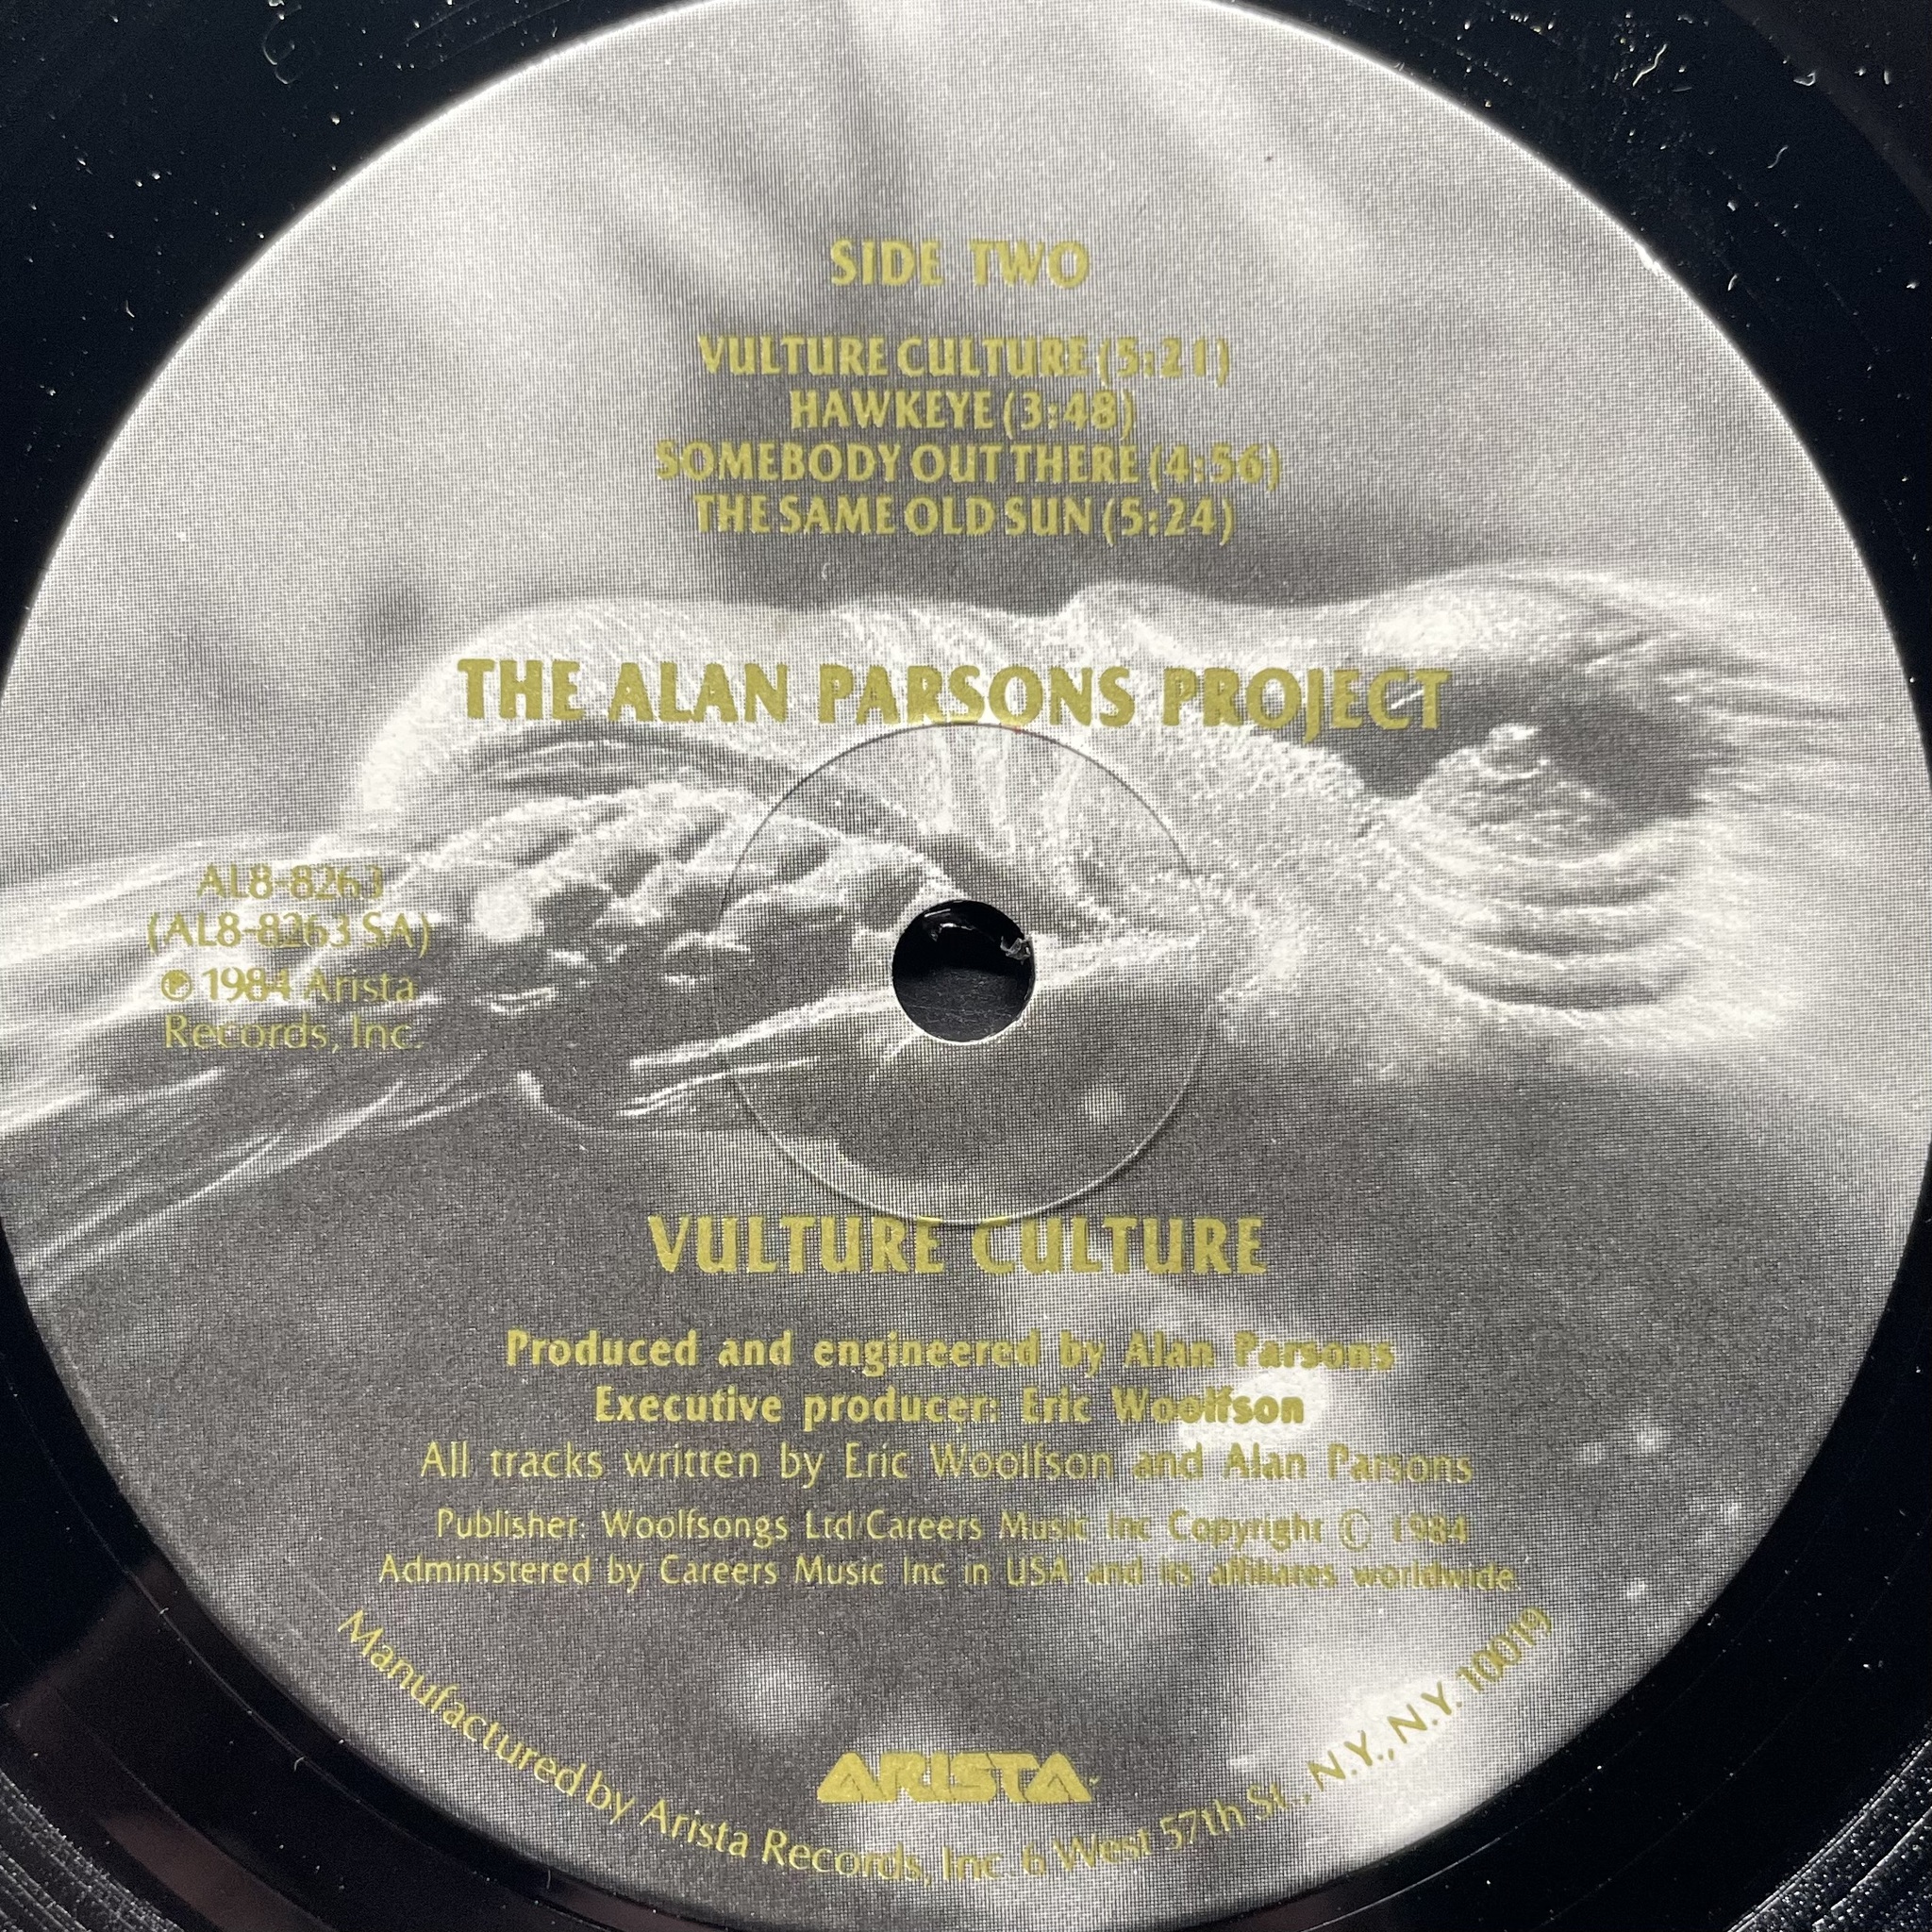 SIDE TWO
VULTURE CULTURE (5:21)
HAWKEYE (3:48)
SOMEBODY OUT THERE (4:56)
THE SAME OLD SUN (5:24)
THE ALAN PARSONS PROJECT
AL8-8263
(AL8-8263 SA)
℗ 1984 Arista
Records, Inc.
VULTURE CULTURE
Produced and engineered by Alan Parsons
Executive producer: Eric Woolfson
All tracks written by Eric Woolfson and Alan Parsons
Publisher: Woolfsongs Ltd/Careers Music Inc Copyright © 1984
Administered by Careers Music Inc in USA and its affiliates worldwide.
ARISTA
Manufactured by Arista Records, Inc. 6 West 57th St., N.Y., N.Y. 10019